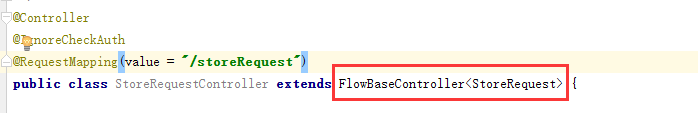 @Controller
@IgnoreCheckAuth
@RequestMapping(value = "/storeRequest")
public class StoreRequestController extends FlowBaseController<StoreRequest> {